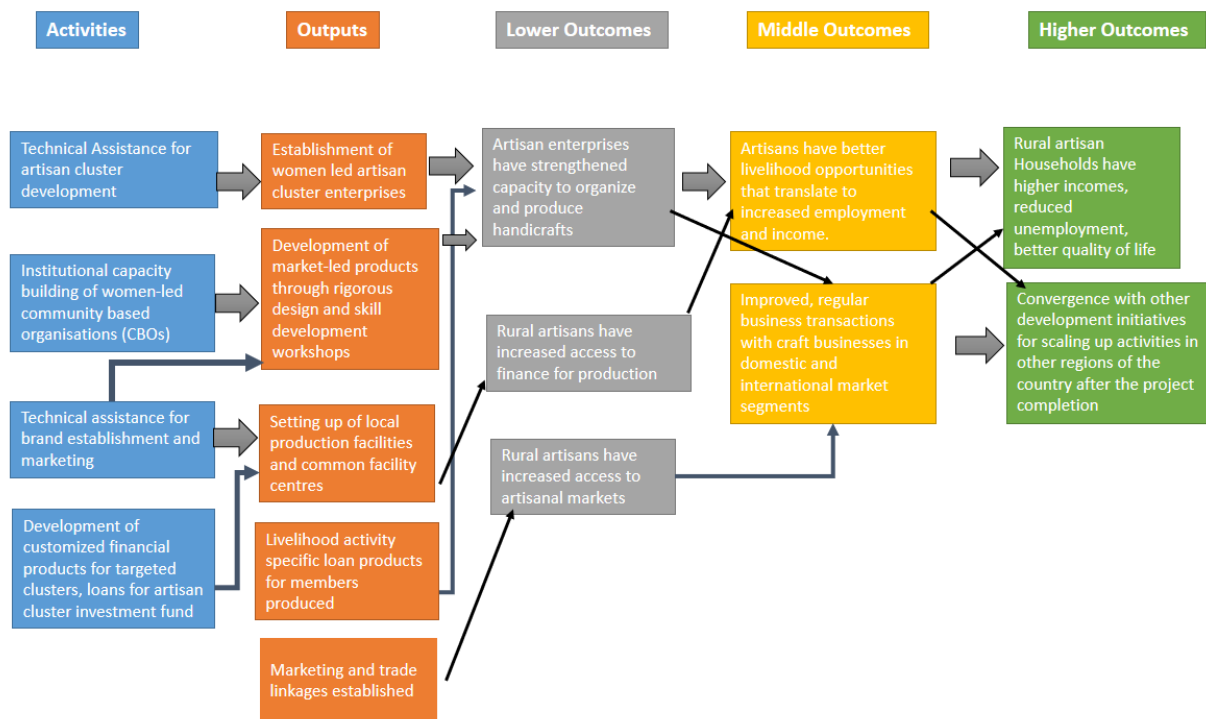 Activities
Outputs
Lower Outcomes
Middle Outcomes
Higher Outcomes
Technical Assistance for
artisan cluster
development
Institutional capacity
building of women-led
community based
organisations (CBOs)
Technical assistance for
brand establishment and
marketing
Development of
customized financial
products for targeted
clusters, loans for artisan
cluster investment fund
Establishment of
women led artisan
cluster enterprises
Development of
market-led products
through rigorous
design and skill
development
workshops
Setting up of local
production facilities
and common facility
centres
Livelihood activity
specific loan products
for members
produced
Marketing and trade
linkages established
Artisan enterprises
have strengthened
capacity to organize
and produce
handicrafts
Rural artisans have
increased access to
finance for production
Rural artisans have
increased access to
artisanal markets
Artisans have better
livelihood opportunities
that translate to
increased employment
and income.
Improved, regular
business transactions
with craft businesses in
domestic and
international market
segments
Rural artisan
Households have
higher incomes,
reduced
unemployment,
better quality of life
Convergence with other
development initiatives
for scaling up activities in
other regions of the
country after the project
completion